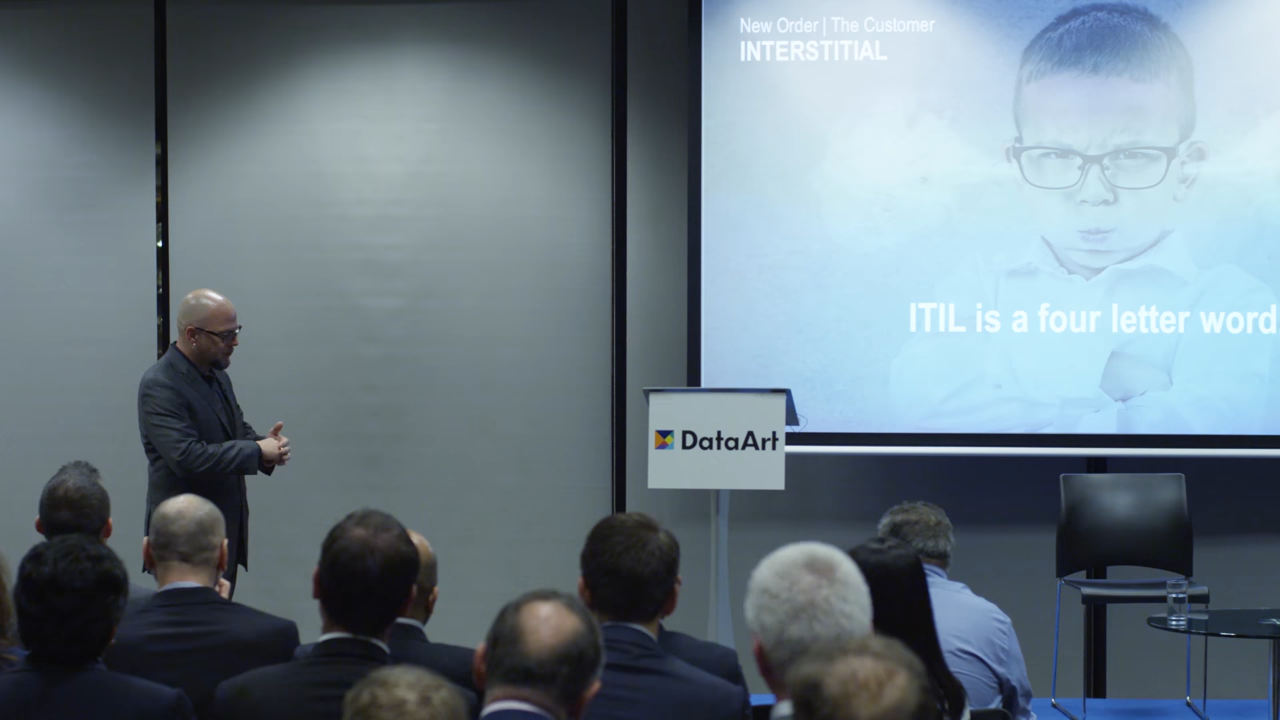 New Order | The Customer
INTERSTITIAL
ITIL is a four letter word
DataArt